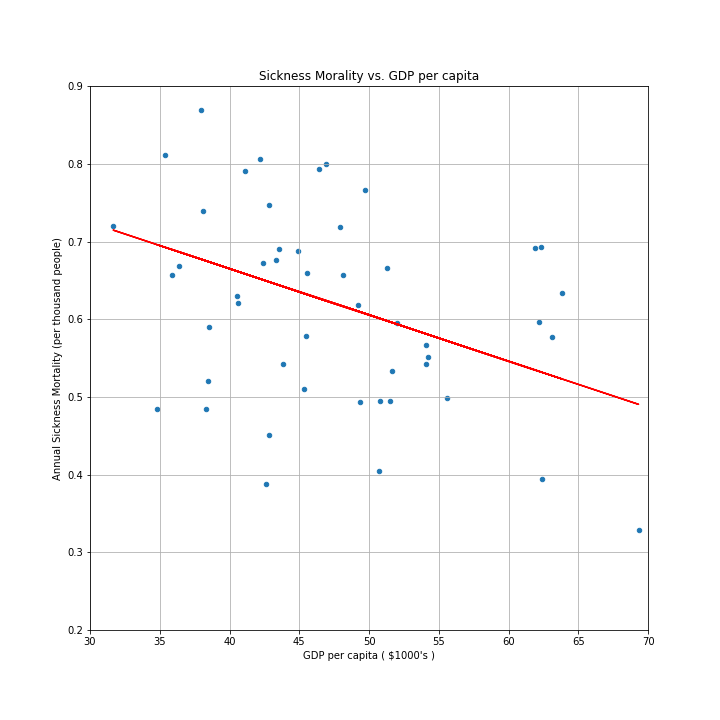 Sickness Morality vs. GDP per capita
Annual Sickness Mortality (per thousand people)
0.9
0.8
0.7
0.6
0.5
0.4
0.3
0.2
30 35 40 45 50 55 60 65 70
GDP per capita ( $1000's )